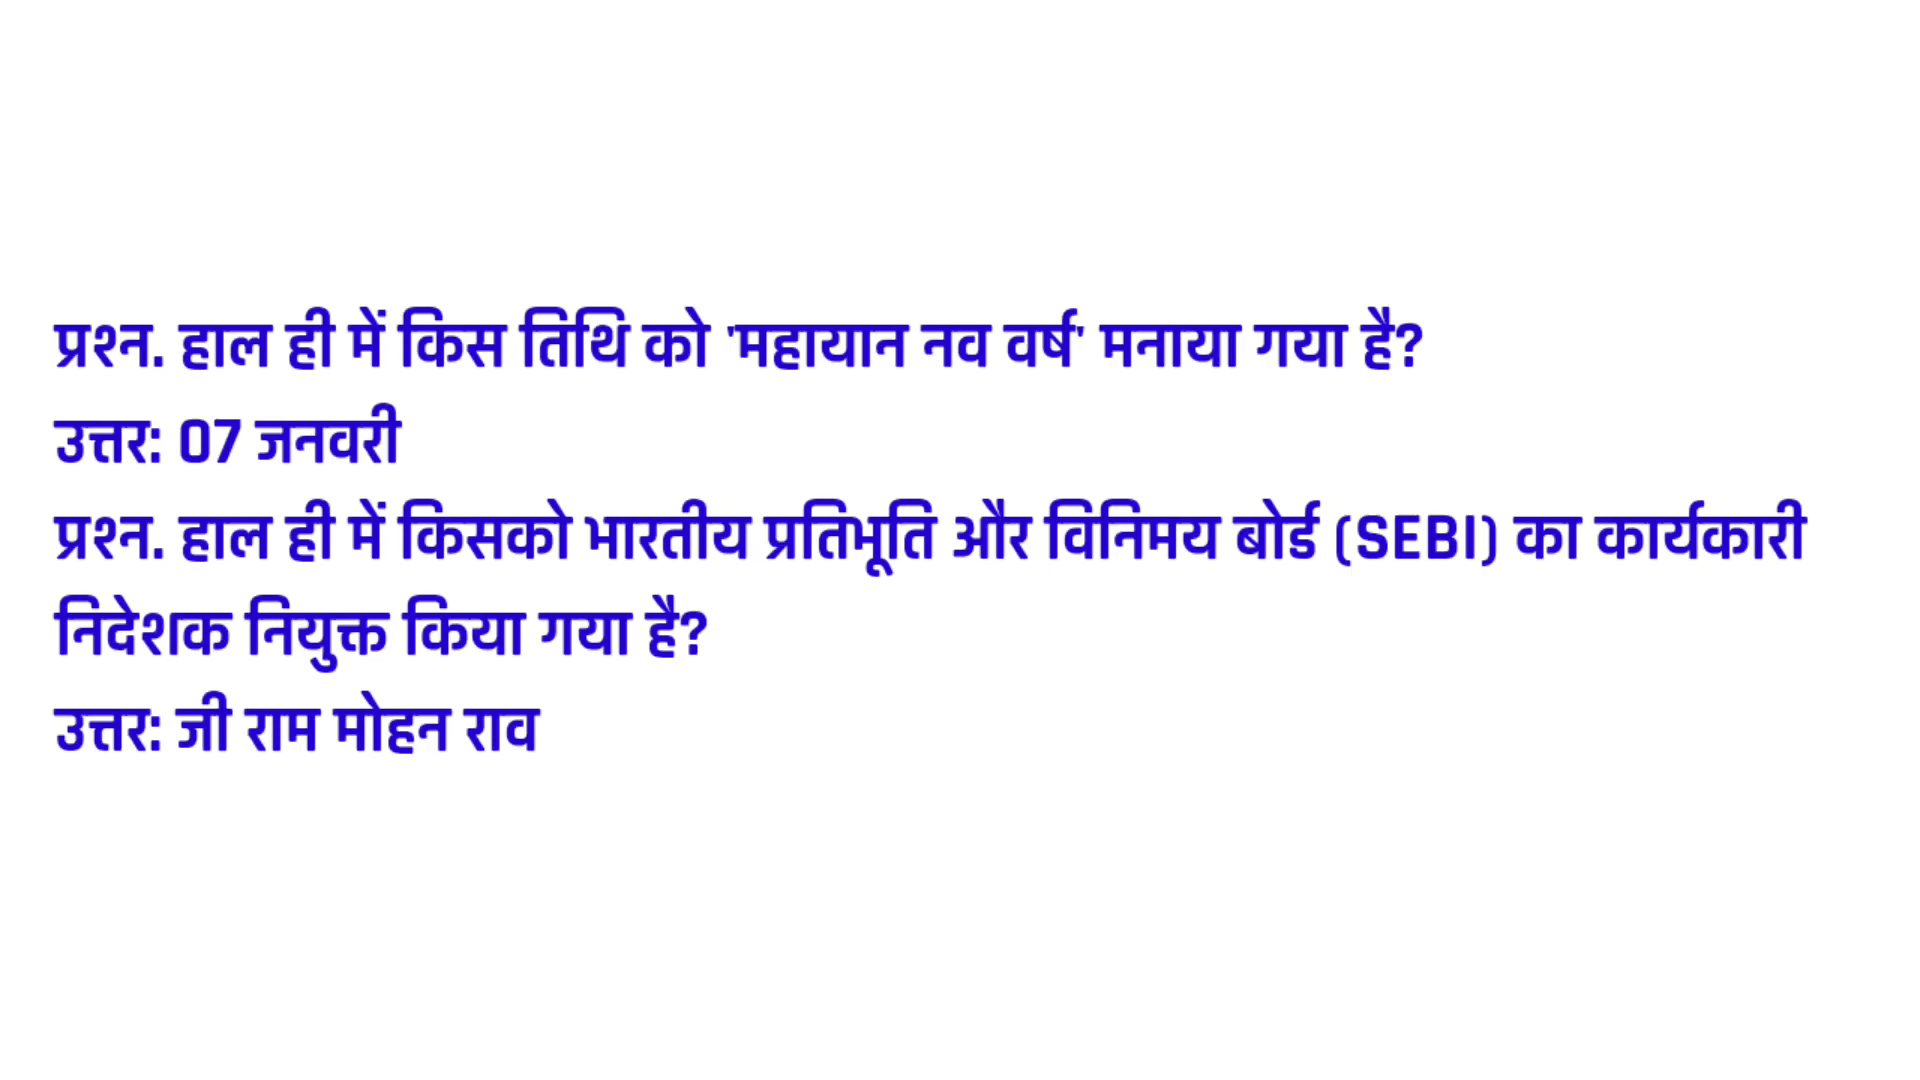 प्रश्न. हाल ही में किस तिथि को 'महायान नव वर्ष' मनाया गया है?
उत्तर: 07 जनवरी
प्रश्न. हाल ही में किसको भारतीय प्रतिभूति और विनिमय बोर्ड (SEBI) का कार्यकारी
निदेशक नियुक्त किया गया है?
उत्तर: जी राम मोहन राव